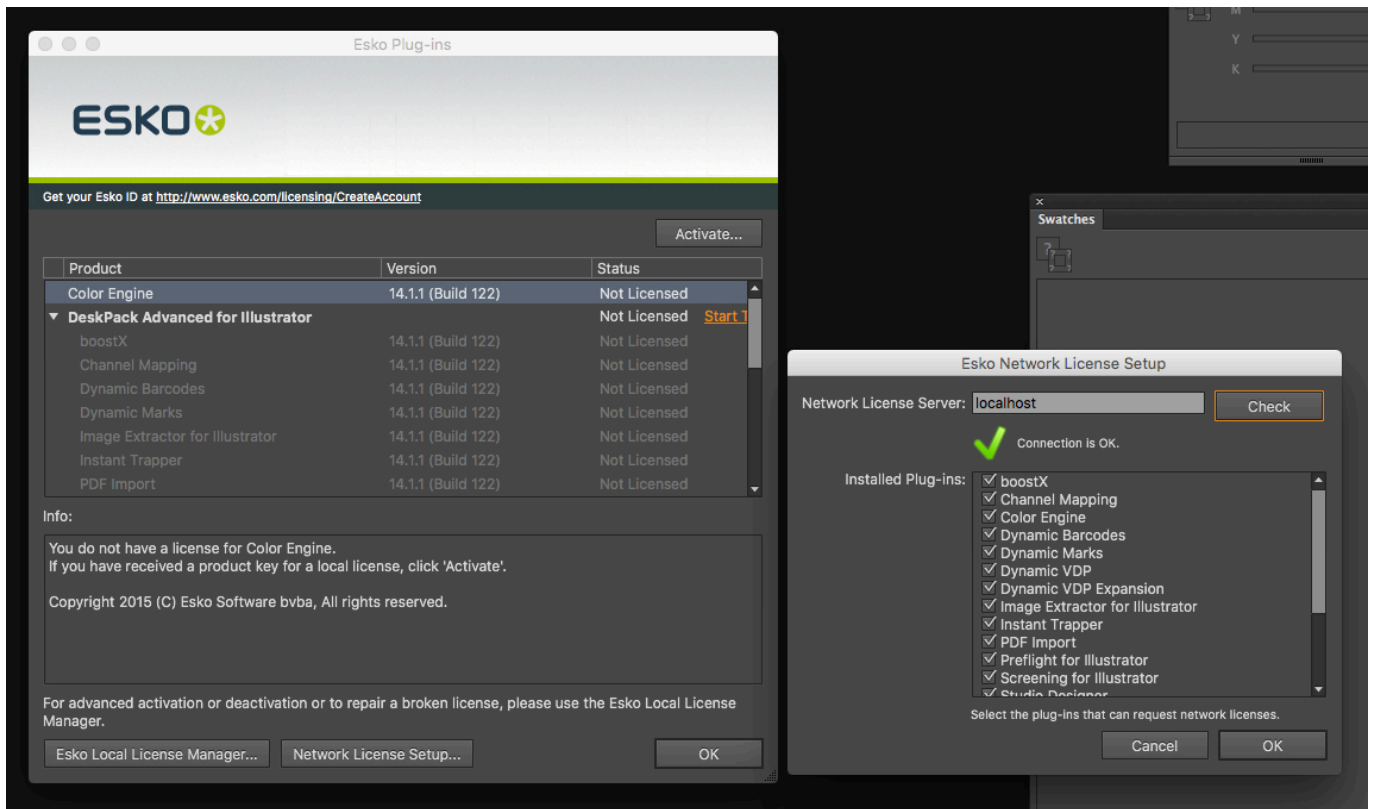 Esko Plug-ins
ESKO
Get your Esko ID at http://www.esko.com/licensing/CreateAccount
Activate...
Product Version Status
Color Engine 14.1.1 (Build 122) Not Licensed
DeskPack Advanced for Illustrator Not Licensed Start T
boostX 14.1.1 (Build 122) Not Licensed
Channel Mapping 14.1.1 (Build 122) Not Licensed
Dynamic Barcodes 14.1.1 (Build 122) Not Licensed
Dynamic Marks 14.1.1 (Build 122) Not Licensed
Image Extractor for Illustrator 14.1.1 (Build 122) Not Licensed
Instant Trapper 14.1.1 (Build 122) Not Licensed
PDF Import 14.1.1 (Build 122) Not Licensed
Info:
You do not have a license for Color Engine.
If you have received a product key for a local license, click 'Activate'.
Copyright 2015 (C) Esko Software bvba, All rights reserved.
For advanced activation or deactivation or to repair a broken license, please use the Esko Local License
Manager.
Esko Local License Manager... Network License Setup... OK
M
Y
K
Swatches
?
Esko Network License Setup
Network License Server: localhost Check
Connection is OK.
Installed Plug-ins:
boostX
Channel Mapping
Color Engine
Dynamic Barcodes
Dynamic Marks
Dynamic VDP
Dynamic VDP Expansion
Image Extractor for Illustrator
Instant Trapper
PDF Import
Preflight for Illustrator
Screening for Illustrator
Studio Designer
Select the plug-ins that can request network licenses.
Cancel OK